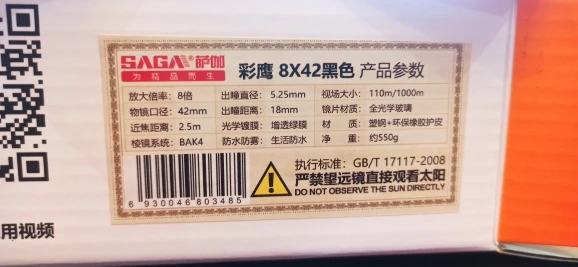 SAGA® 萨伽
为精品而生
彩鹰 8X42黑色 产品参数
放大倍率: 8倍 出瞳直径: 5.25mm 视场大小: 110m/1000m
物镜口径: 42mm 出瞳距离: 18mm 镜片材质: 全光学玻璃
近焦距离: 2.5m 光学镀膜: 增透绿膜 材 质: 塑钢+环保橡胶护皮
棱镜系统: BAK4 防水防雾: 生活防水 净 重: 约550g
执行标准: GB/T 17117-2008
严禁望远镜直接观看太阳
DO NOT OBSERVE THE SUN DIRECTLY
6 930046 803485
用视频